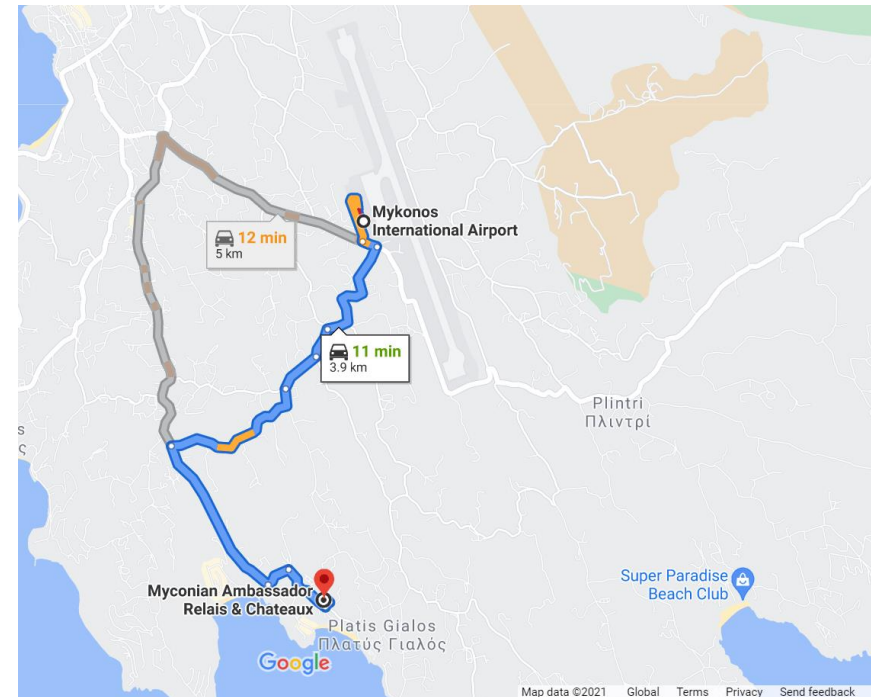 Mykonos
International Airport
12 min
5 km
11 min
3.9 km
Plintri
Πλιντρί
s
ς
Super Paradise
Beach Club
Myconian Ambassador
Relais & Chateaux
Platis Gialos
Πλατύς Γιαλός
Google
Map data ©2021 Global Terms Privacy Send feedback